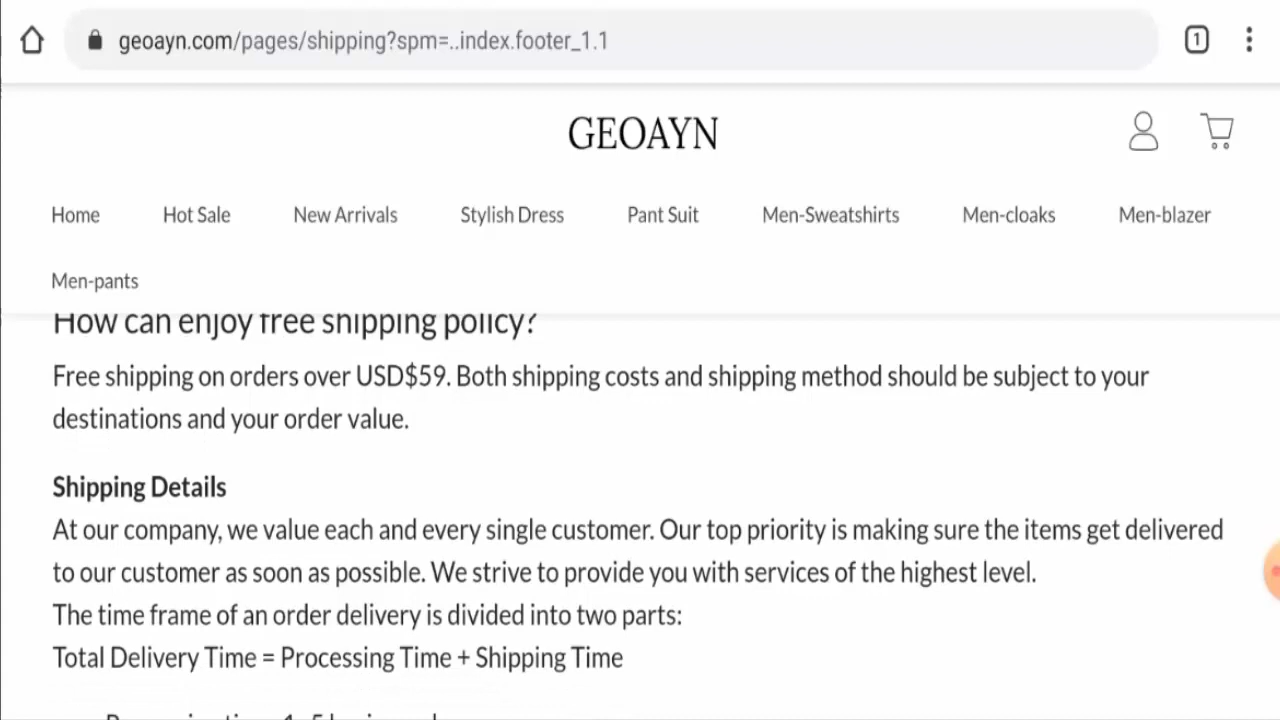 geoayn.com/pages/shipping?spm=..index.footer_1.1
1
GEOAYN
Home Hot Sale New Arrivals Stylish Dress Pant Suit Men-Sweatshirts Men-cloaks Men-blazer
Men-pants
How can enjoy free shipping policy?
Free shipping on orders over USD$59. Both shipping costs and shipping method should be subject to your
destinations and your order value.
Shipping Details
At our company, we value each and every single customer. Our top priority is making sure the items get delivered
to our customer as soon as possible. We strive to provide you with services of the highest level.
The time frame of an order delivery is divided into two parts:
Total Delivery Time = Processing Time + Shipping Time